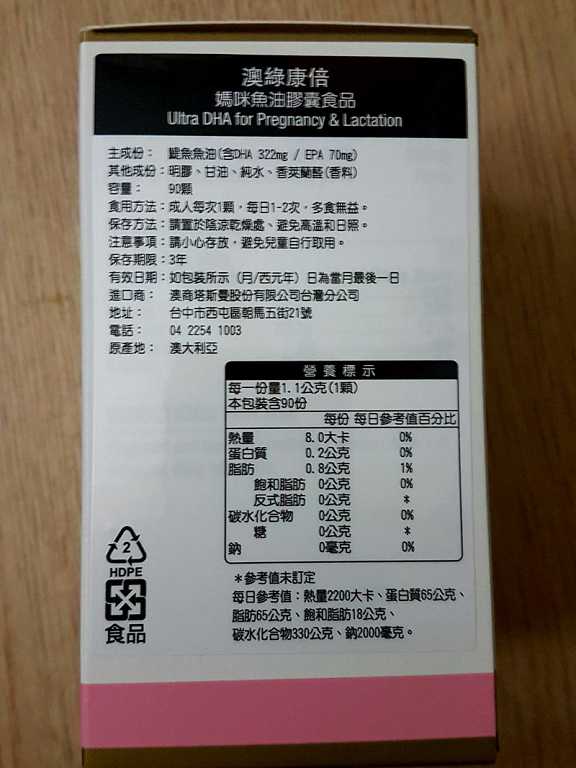 澳綠康倍
媽咪魚油膠囊食品
Ultra DHA for Pregnancy & Lactation
主成份： 鯷魚魚油(含DHA 322mg / EPA 70mg)
其他成份：明膠、甘油、純水、香莢蘭醛(香料)
容量： 90顆
食用方法：成人每次1顆，每日1-2次，多食無益。
保存方法：請置於陰涼乾燥處、避免高溫和日照。
注意事項：請小心存放，避免兒童自行取用。
保存期限：3年
有效日期：如包裝所示（月/西元年）日為當月最後一日
進口商： 澳商塔斯曼股份有限公司台灣分公司
地址： 台中市西屯區朝馬五街21號
電話： 04 2254 1003
原產地： 澳大利亞
營養標示
每一份量1.1公克(1顆)
本包裝含90份
每份 每日參考值百分比
熱量 8.0大卡 0%
蛋白質 0.2公克 0%
脂肪 0.8公克 1%
飽和脂肪 0公克 0%
反式脂肪 0公克 *
碳水化合物 0公克 0%
糖 0公克 *
鈉 0毫克 0%
*參考值未訂定
每日參考值：熱量2200大卡、蛋白質65公克、
脂肪65公克、飽和脂肪18公克、
碳水化合物330公克、鈉2000毫克。
2
HDPE
食品